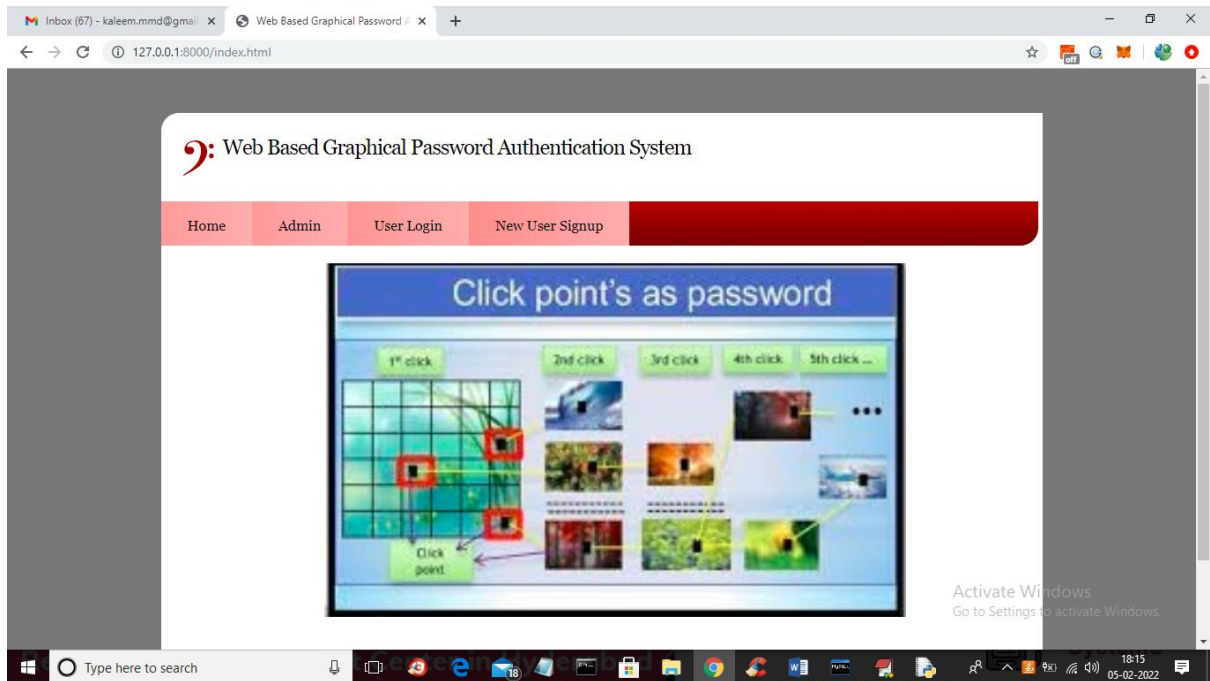 Inbox (67) - kaleem.mmd@gmai
Web Based Graphical Password A
127.0.0.1:8000/index.html
off
Web Based Graphical Password Authentication System
Home Admin User Login New User Signup
Click point's as password
1st click 2nd click 3rd click 4th click 5th click ...
Click
point
Activate Windows
Go to Settings to activate Windows.
Systems
Type here to search
18
18:15
05-02-2022